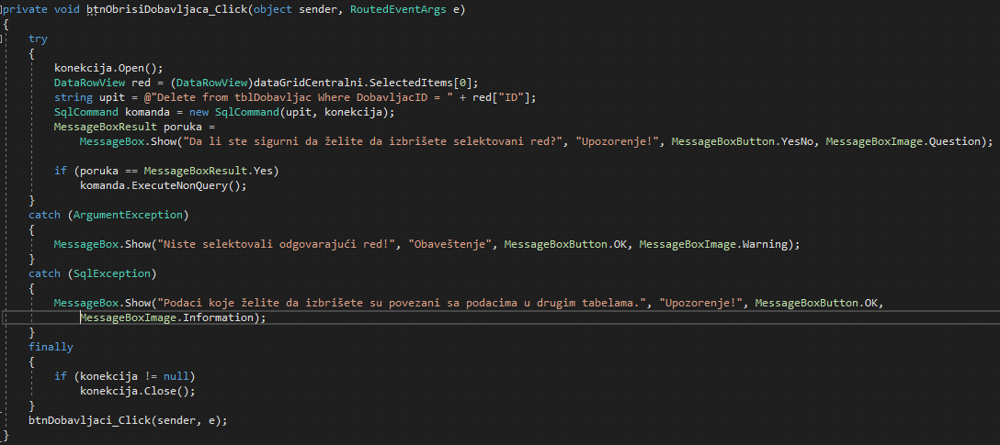 private void btnObrisiDobavljaca_Click(object sender, RoutedEventArgs e)
{
    try
    {
        konekcija.Open();
        DataRowView red = (DataRowView)dataGridCentralni.SelectedItems[0];
        string upit = @"Delete from tblDobavljac Where DobavljacID = " + red["ID"];
        SqlCommand komanda = new SqlCommand(upit, konekcija);
        MessageBoxResult poruka =
            MessageBox.Show("Da li ste sigurni da želite da izbrišete selektovani red?", "Upozorenje!", MessageBoxButton.YesNo, MessageBoxImage.Question);

        if (poruka == MessageBoxResult.Yes)
            komanda.ExecuteNonQuery();
    }
    catch (ArgumentException)
    {
        MessageBox.Show("Niste selektovali odgovarajući red!", "Obaveštenje", MessageBoxButton.OK, MessageBoxImage.Warning);
    }
    catch (SqlException)
    {
        MessageBox.Show("Podaci koje želite da izbrišete su povezani sa podacima u drugim tabelama.", "Upozorenje!", MessageBoxButton.OK,
            MessageBoxImage.Information);
    }
    finally
    {
        if (konekcija != null)
            konekcija.Close();
    }
    btnDobavljaci_Click(sender, e);
}